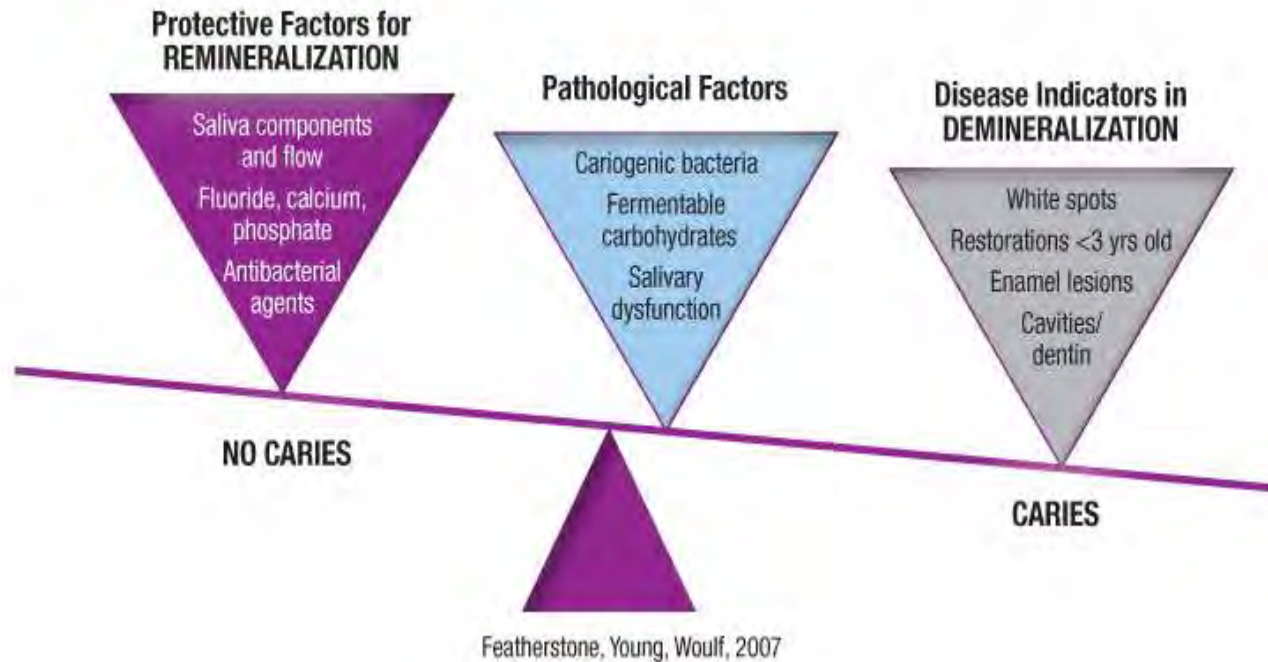 Protective Factors for
REMINERALIZATION
Saliva components
and flow
Fluoride, calcium,
phosphate
Antibacterial
agents
Pathological Factors
Cariogenic bacteria
Fermentable
carbohydrates
Salivary
dysfunction
Disease Indicators in
DEMINERALIZATION
White spots
Restorations <3 yrs old
Enamel lesions
Cavities/
dentin
NO CARIES
CARIES
Featherstone, Young, Woulf, 2007